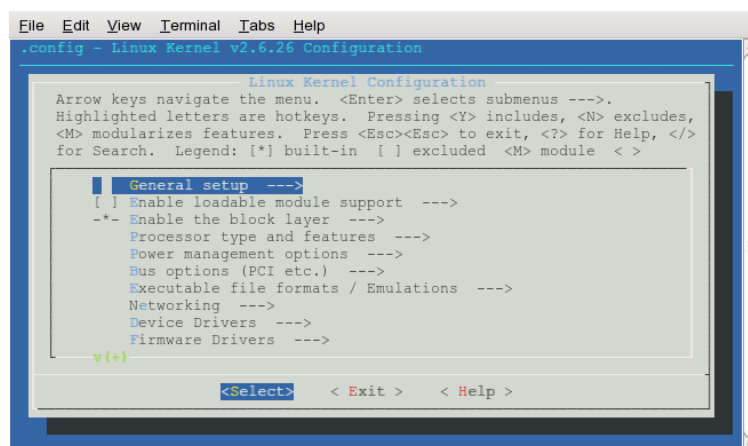 File Edit View Terminal Tabs Help
.config - Linux Kernel v2.6.26 Configuration
Linux Kernel Configuration
Arrow keys navigate the menu. <Enter> selects submenus --->.
Highlighted letters are hotkeys. Pressing <Y> includes, <N> excludes,
<M> modularizes features. Press <Esc><Esc> to exit, <?> for Help, </>
for Search. Legend: [*] built-in [ ] excluded <M> module < >
General setup --->
[ ] Enable loadable module support --->
-*- Enable the block layer --->
Processor type and features --->
Power management options --->
Bus options (PCI etc.) --->
Executable file formats / Emulations --->
Networking --->
Device Drivers --->
Firmware Drivers --->
v(+)
<Select> < Exit > < Help >